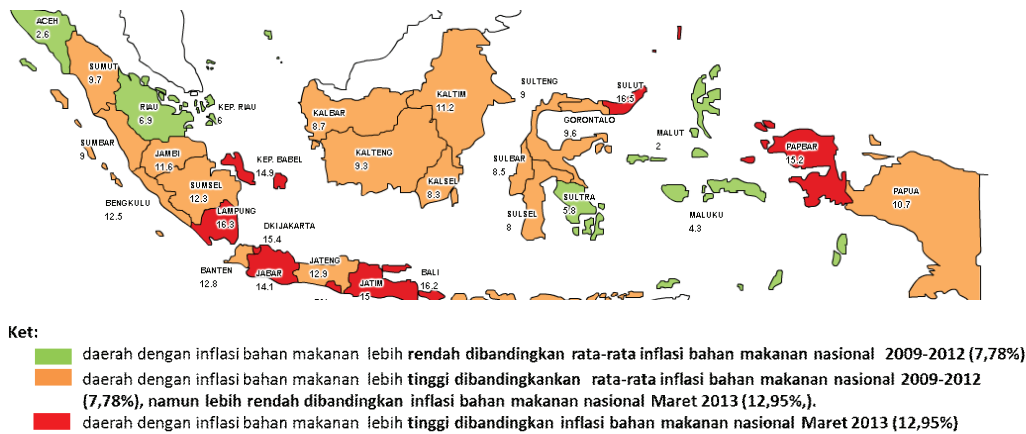 ACEH
2.6
SUMUT
9.7
RIAU
6.9
KEP. RIAU
6
SUMBAR
9
JAMBI
11.6
SUMSEL
12.3
BENGKULU
12.5
LAMPUNG
16.3
KEP. BABEL
14.9
DKIJAKARTA
15.4
BANTEN
12.8
JABAR
14.1
JATENG
12.9
JATIM
15
BALI
16.2
KALBAR
8.7
KALTENG
9.3
KALTIM
11.2
KALSEL
8.3
SULTENG
9
SULUT
16.5
GORONTALO
9.6
SULBAR
8.5
SULSEL
8
SULTRA
5.8
MALUT
2
MALUKU
4.3
PAPBAR
15.2
PAPUA
10.7
Ket:
daerah dengan inflasi bahan makanan lebih rendah dibandingkan rata-rata inflasi bahan makanan nasional 2009-2012 (7,78%)
daerah dengan inflasi bahan makanan lebih tinggi dibandingkankan rata-rata inflasi bahan makanan nasional 2009-2012
(7,78%), namun lebih rendah dibandingkan inflasi bahan makanan nasional Maret 2013 (12,95%,).
daerah dengan inflasi bahan makanan lebih tinggi dibandingkan inflasi bahan makanan nasional Maret 2013 (12,95%)